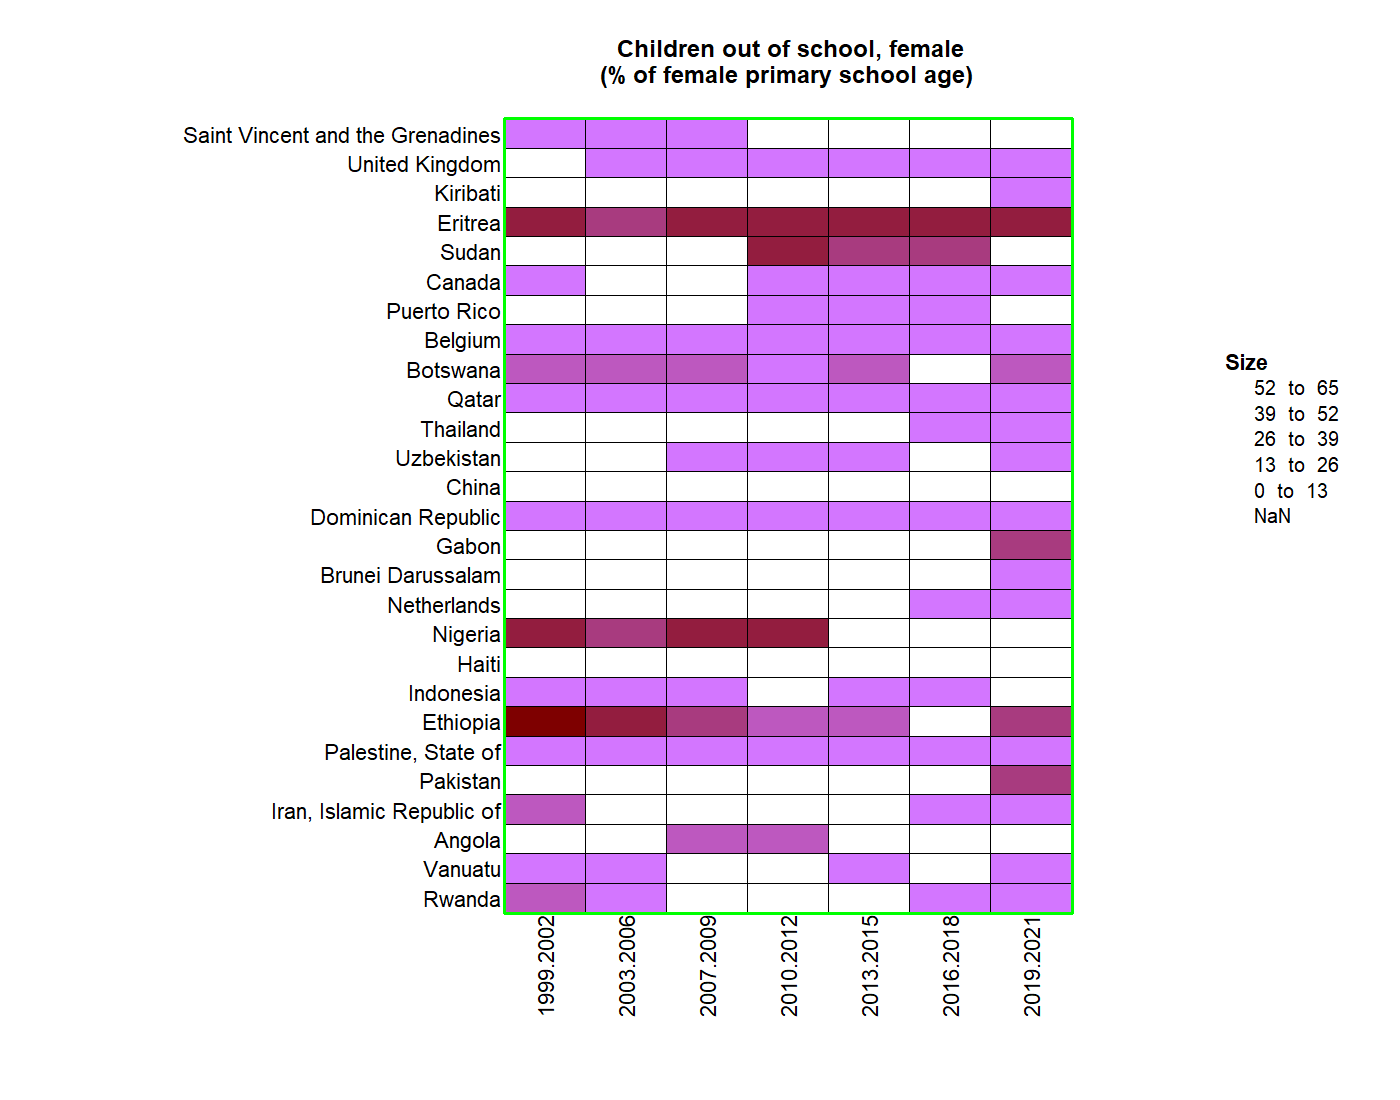 Children out of school, female
(% of female primary school age)
Saint Vincent and the Grenadines
United Kingdom
Kiribati
Eritrea
Sudan
Canada
Puerto Rico
Belgium
Botswana
Qatar
Thailand
Uzbekistan
China
Dominican Republic
Gabon
Brunei Darussalam
Netherlands
Nigeria
Haiti
Indonesia
Ethiopia
Palestine, State of
Pakistan
Iran, Islamic Republic of
Angola
Vanuatu
Rwanda
1999.2002
2003.2006
2007.2009
2010.2012
2013.2015
2016.2018
2019.2021
Size
52 to 65
39 to 52
26 to 39
13 to 26
0 to 13
NaN